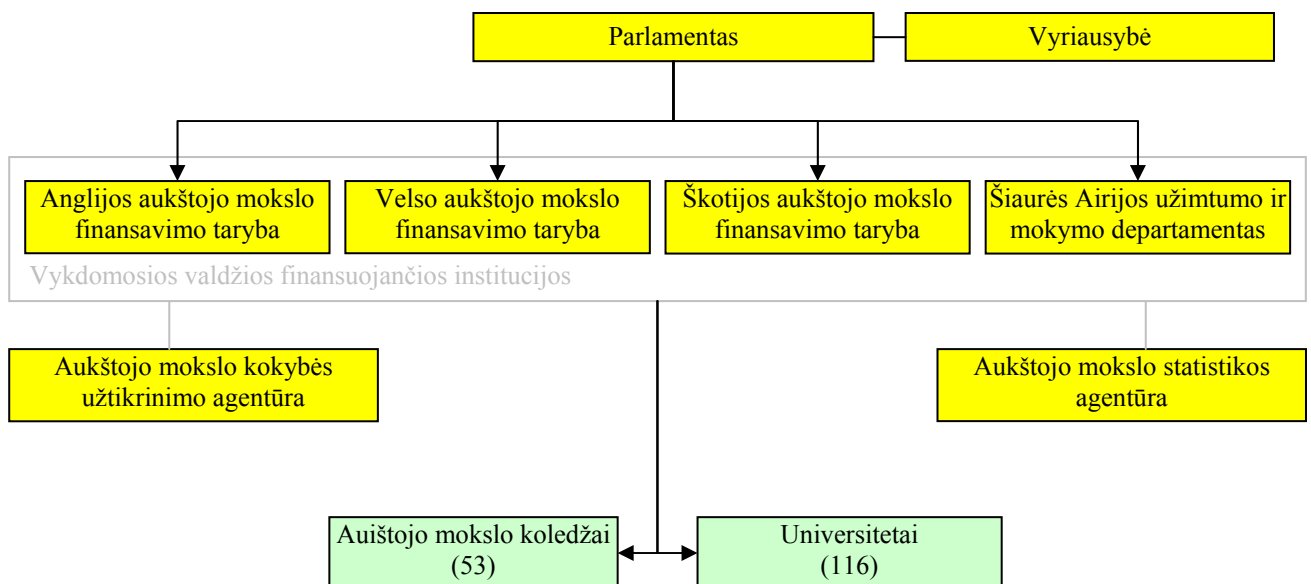 Parlamentas
Vyriausybė
Anglijos aukštojo mokslo
finansavimo taryba
Velso aukštojo mokslo
finansavimo taryba
Škotijos aukštojo mokslo
finansavimo taryba
Šiaurės Airijos užimtumo ir
mokymo departamentas
Vykdomosios valdžios finansuojančios institucijos
Aukštojo mokslo kokybės
užtikrinimo agentūra
Aukštojo mokslo statistikos
agentūra
Auištojo mokslo koledžai
(53)
Universitetai
(116)